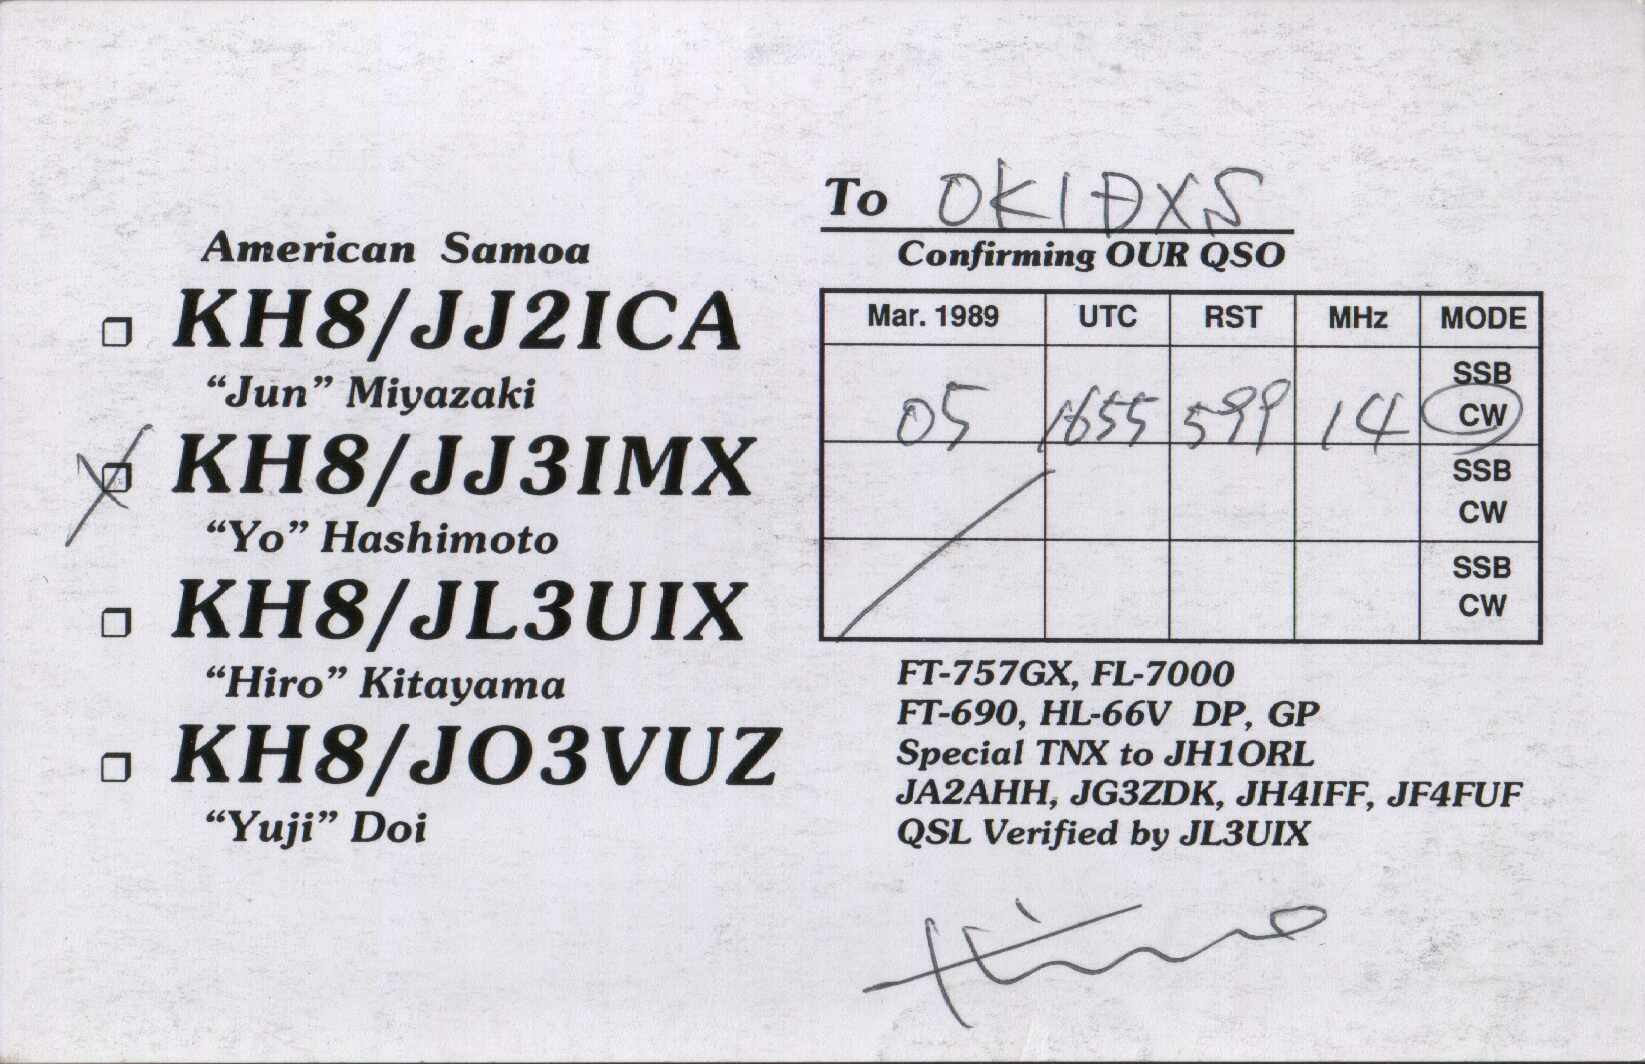 American Samoa
KH8/JJ2ICA
“Jun” Miyazaki
KH8/JJ3IMX
“Yo” Hashimoto
KH8/JL3UIX
“Hiro” Kitayama
KH8/JO3VUZ
“Yuji” Doi
To OK1DXS
Confirming OUR QSO
Mar. 1989 UTC RST MHz MODE
SSB
05 1655 599 14 CW
SSB
CW
SSB
CW
FT-757GX, FL-7000
FT-690, HL-66V DP, GP
Special TNX to JH1ORL
JA2AHH, JG3ZDK, JH4IFF, JF4FUF
QSL Verified by JL3UIX
Hiro